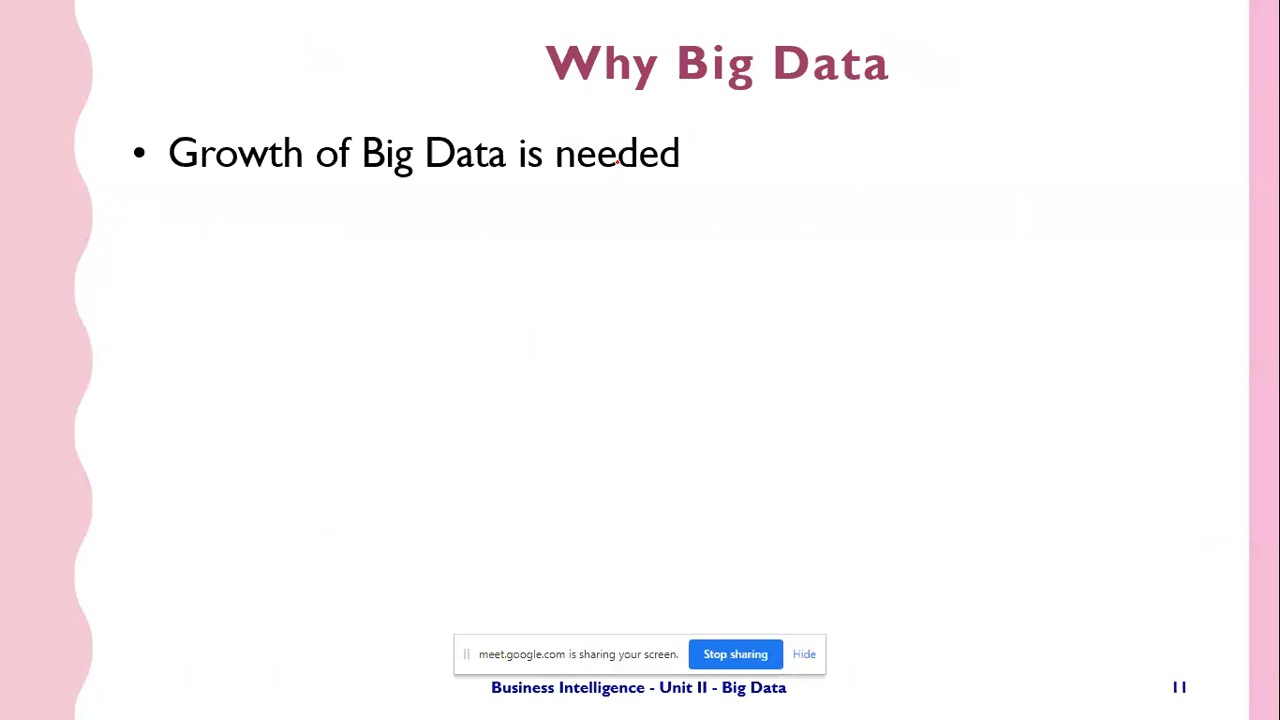 Why Big Data
• Growth of Big Data is needed
meet.google.com is sharing your screen. Stop sharing Hide
Business Intelligence - Unit II - Big Data 11